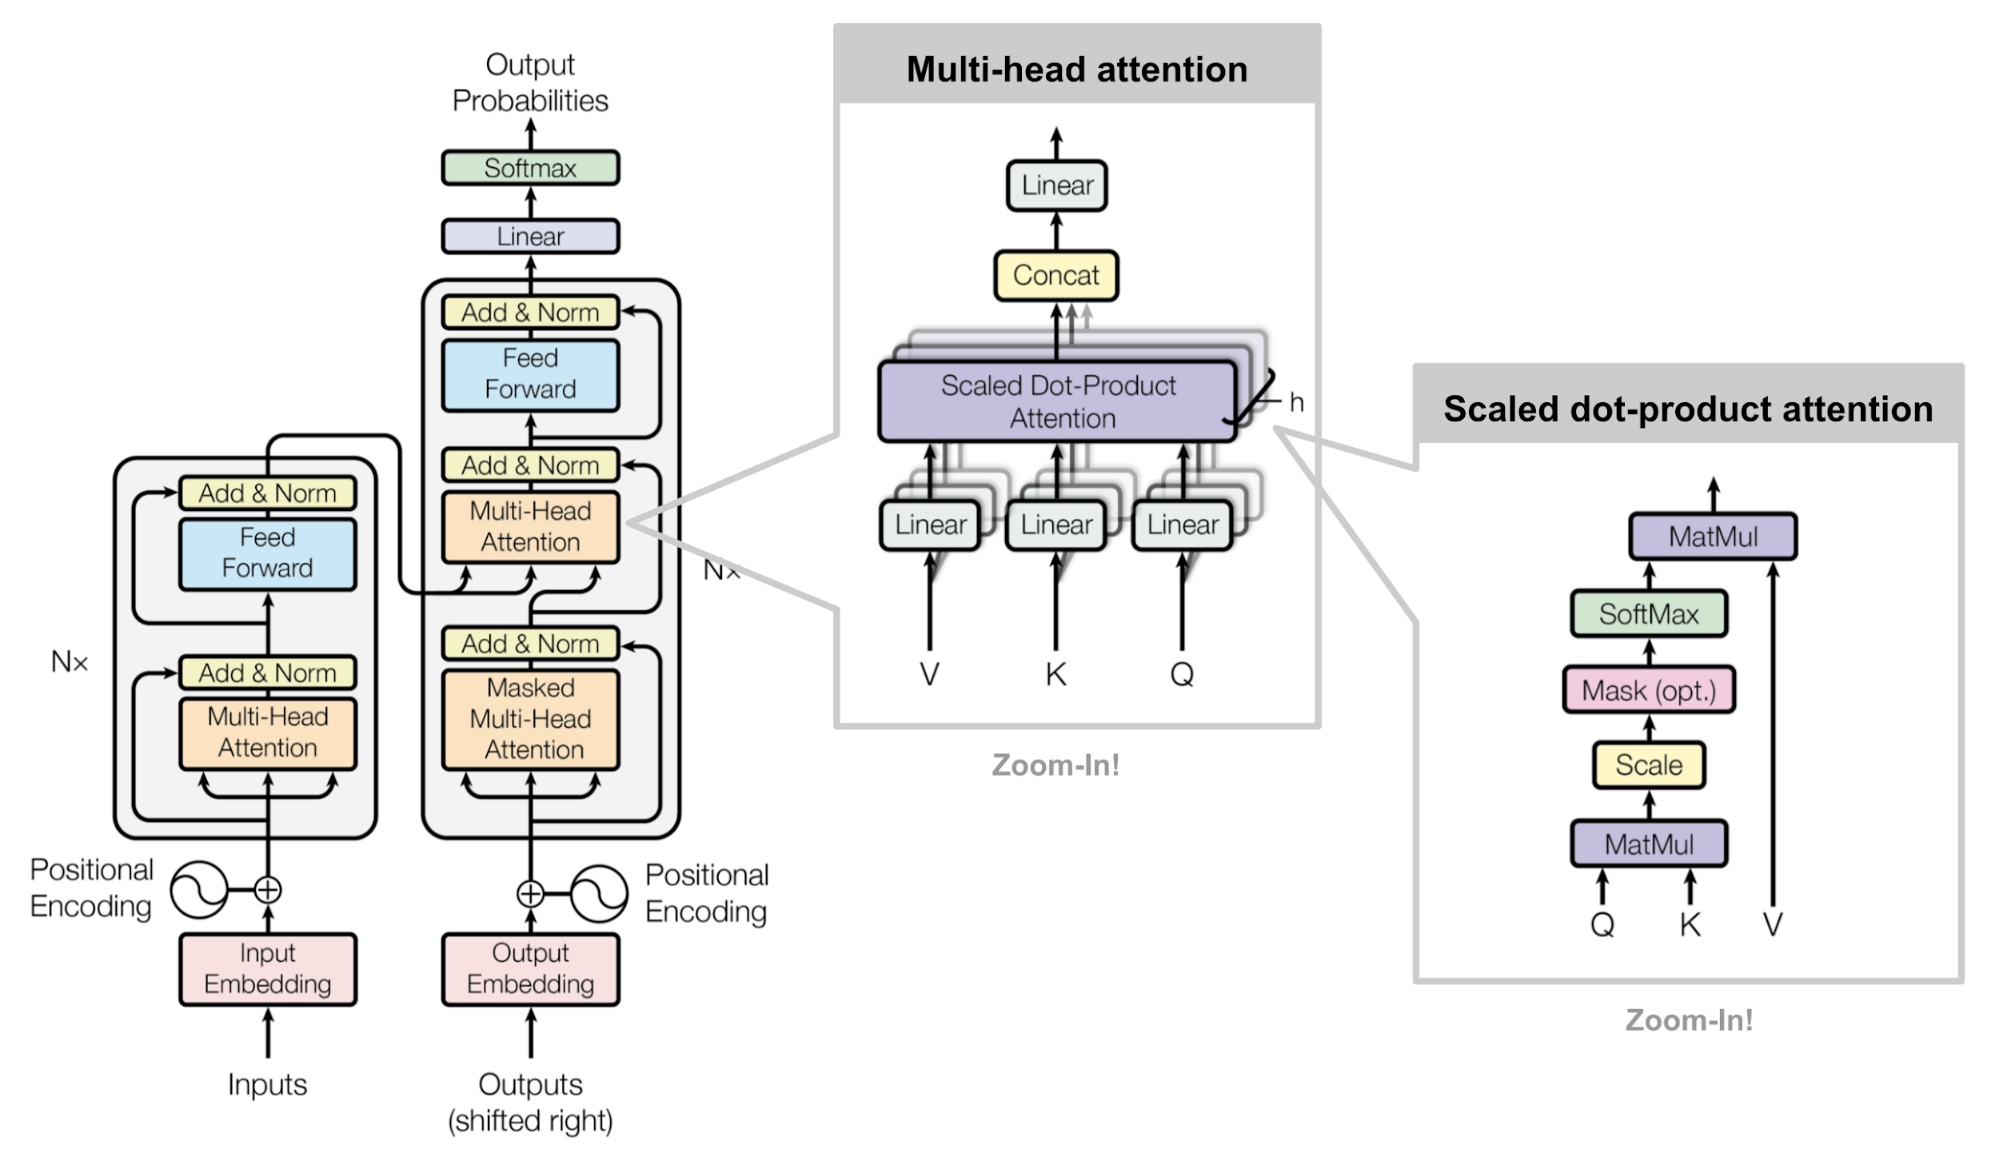 Output
Probabilities
Softmax
Linear
Add & Norm
Feed
Forward
Add & Norm
Multi-Head
Attention
Nx
Add & Norm
Masked
Multi-Head
Attention
Add & Norm
Feed
Forward
Nx
Add & Norm
Multi-Head
Attention
Positional
Encoding
Positional
Encoding
Input
Embedding
Output
Embedding
Inputs
Outputs
(shifted right)
Multi-head attention
Linear
Concat
Scaled Dot-Product
Attention
h
Linear Linear Linear
V K Q
Zoom-In!
Scaled dot-product attention
MatMul
SoftMax
Mask (opt.)
Scale
MatMul
Q K V
Zoom-In!